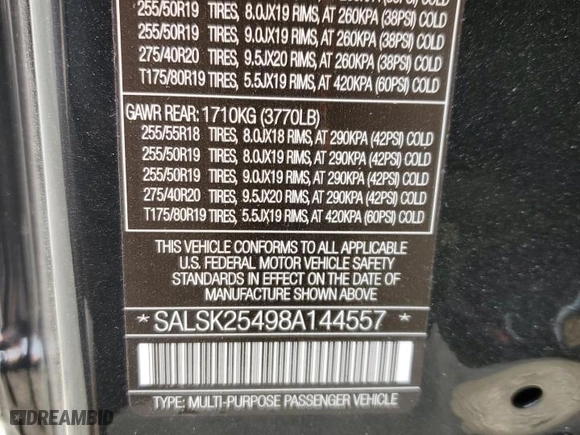 255/50R19 TIRES, 8.0JX19 RIMS, AT 260KPA (38PSI) COLD
255/50R19 TIRES, 9.0JX19 RIMS, AT 260KPA (38PSI) COLD
275/40R20 TIRES, 9.5JX20 RIMS, AT 260KPA (38PSI) COLD
T175/80R19 TIRES, 5.5JX19 RIMS, AT 420KPA (60PSI) COLD
GAWR REAR: 1710KG (3770LB)
255/55R18 TIRES, 8.0JX18 RIMS, AT 290KPA (42PSI) COLD
255/50R19 TIRES, 8.0JX19 RIMS, AT 290KPA (42PSI) COLD
255/50R19 TIRES, 9.0JX19 RIMS, AT 290KPA (42PSI) COLD
275/40R20 TIRES, 9.5JX20 RIMS, AT 290KPA (42PSI) COLD
T175/80R19 TIRES, 5.5JX19 RIMS, AT 420KPA (60PSI) COLD
THIS VEHICLE CONFORMS TO ALL APPLICABLE
U.S. FEDERAL MOTOR VEHICLE SAFETY
STANDARDS IN EFFECT ON THE DATE OF
MANUFACTURE SHOWN ABOVE.
* SALSK25498A144557 *
TYPE: MULTI-PURPOSE PASSENGER VEHICLE
DREAMBID